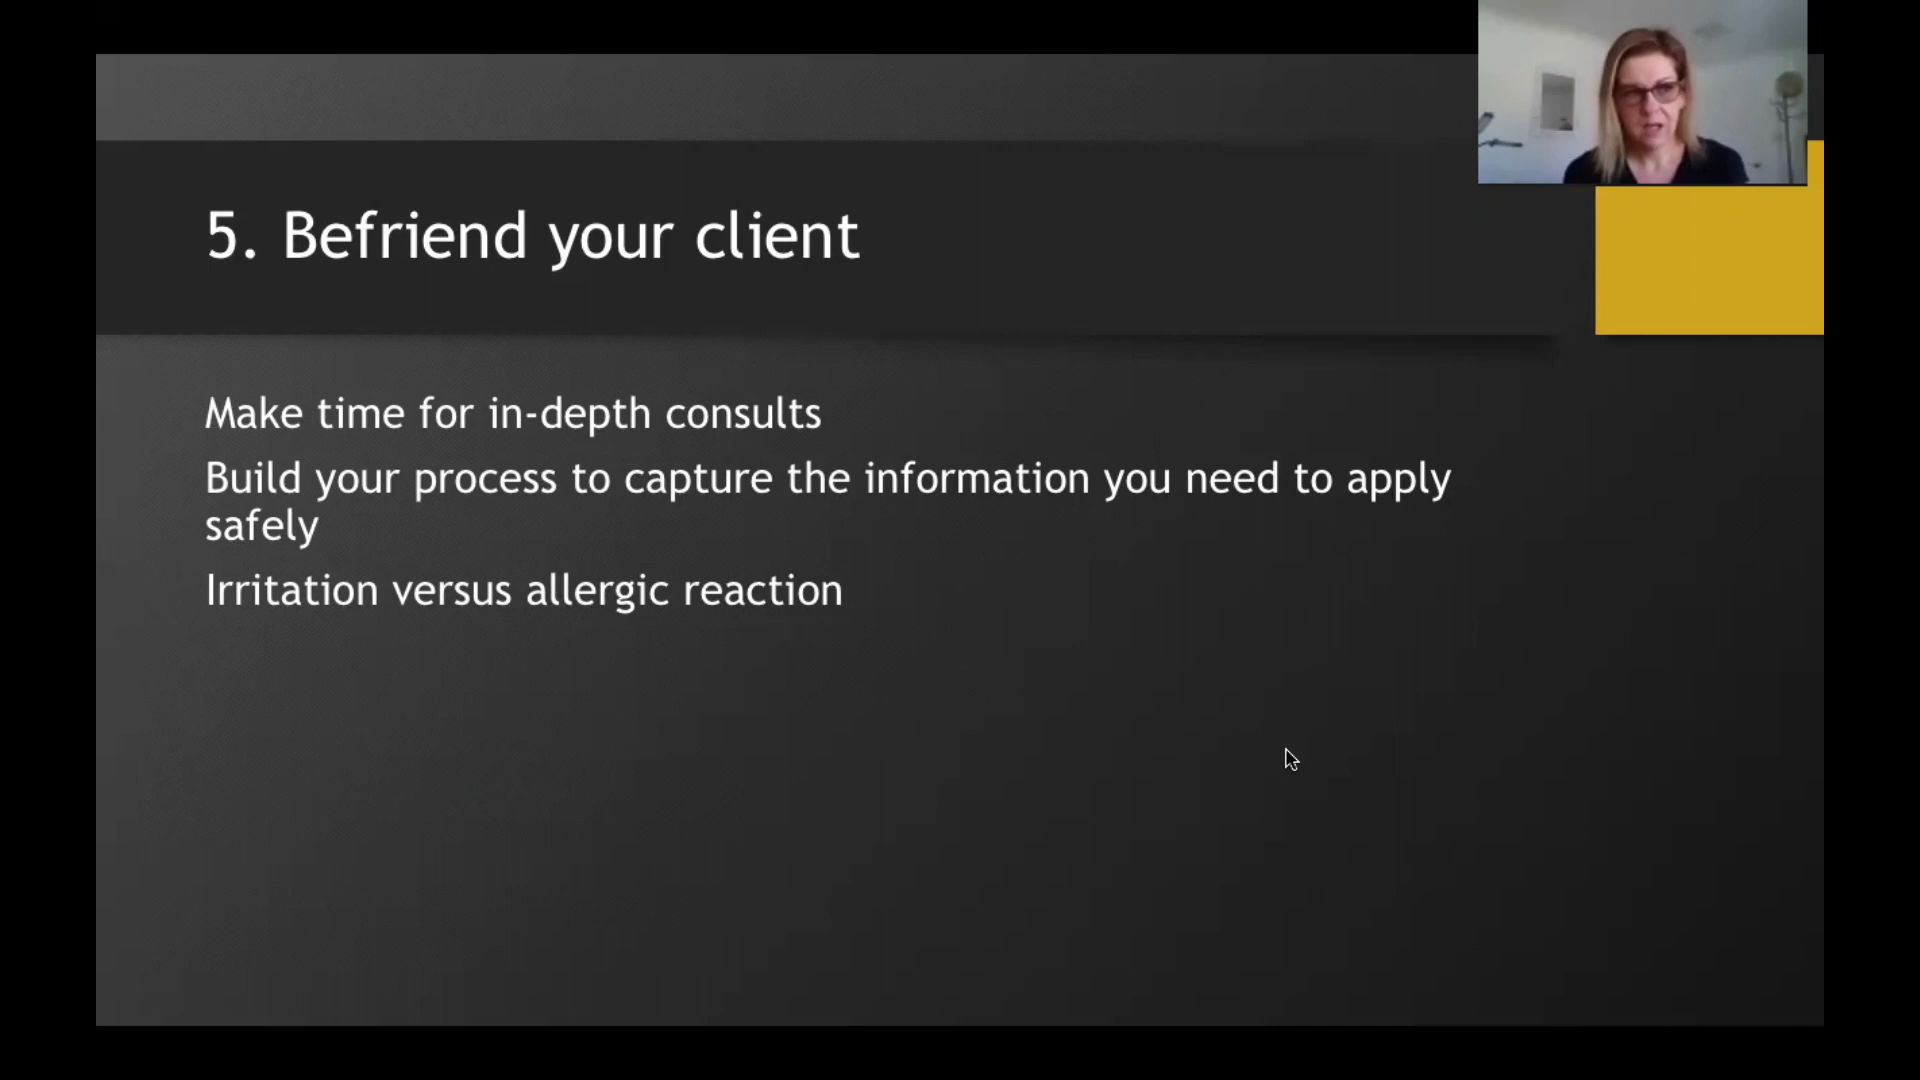 5. Befriend your client
Make time for in-depth consults
Build your process to capture the information you need to apply
safely
Irritation versus allergic reaction